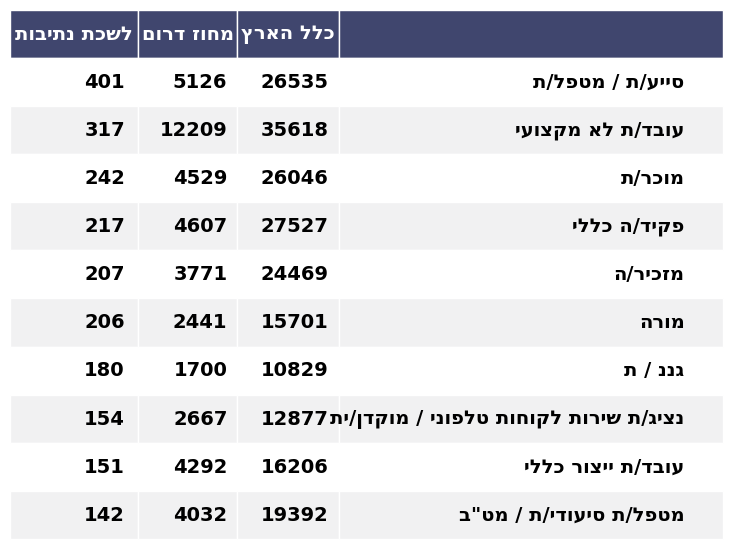 כלל הארץ מחוז דרום לשכת נתיבות
סייע/ת / מטפל/ת 26535 5126 401
עובד/ת לא מקצועי 35618 12209 317
מוכר/ת 26046 4529 242
פקיד/ה כללי 27527 4607 217
מזכיר/ה 24469 3771 207
מורה 15701 2441 206
גננ / ת 10829 1700 180
נציג/ת שירות לקוחות טלפוני / מוקדן/ית 12877 2667 154
עובד/ת ייצור כללי 16206 4292 151
מטפל/ת סיעודי/ת / מט"ב 19392 4032 142